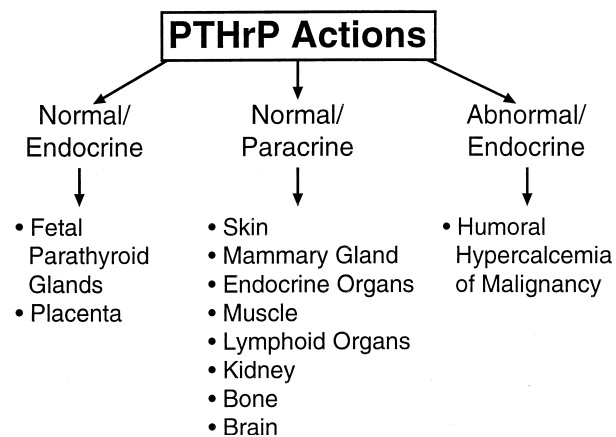 PTHrP Actions
Normal/
Endocrine
• Fetal
Parathyroid
Glands
• Placenta
Normal/
Paracrine
• Skin
• Mammary Gland
• Endocrine Organs
• Muscle
• Lymphoid Organs
• Kidney
• Bone
• Brain
Abnormal/
Endocrine
• Humoral
Hypercalcemia
of Malignancy